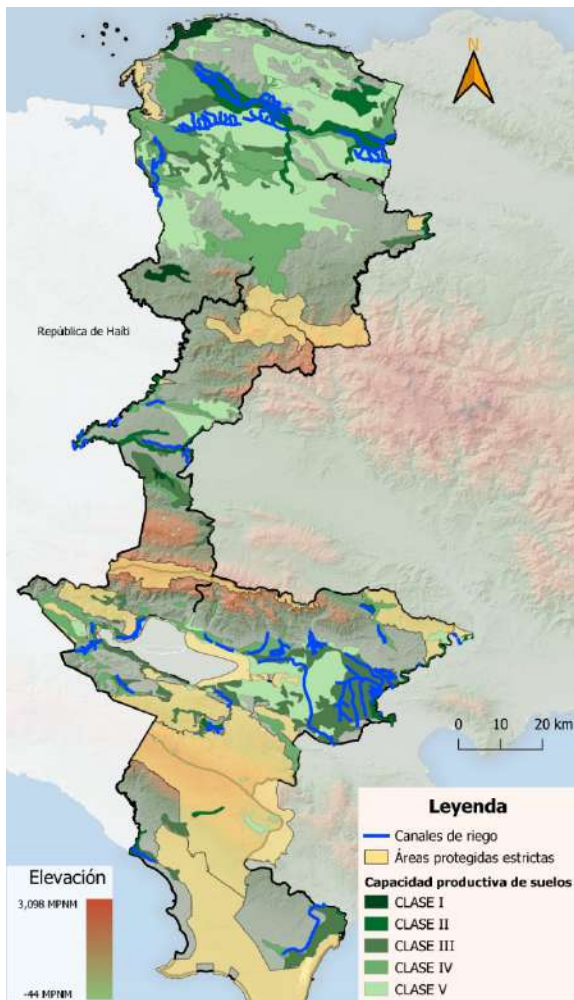 N
República de Haití
0 10 20 km
Leyenda
Canales de riego
Áreas protegidas estrictas
Capacidad productiva de suelos
CLASE I
CLASE II
CLASE III
CLASE IV
CLASE V
Elevación
3,098 MPNM
-44 MPNM